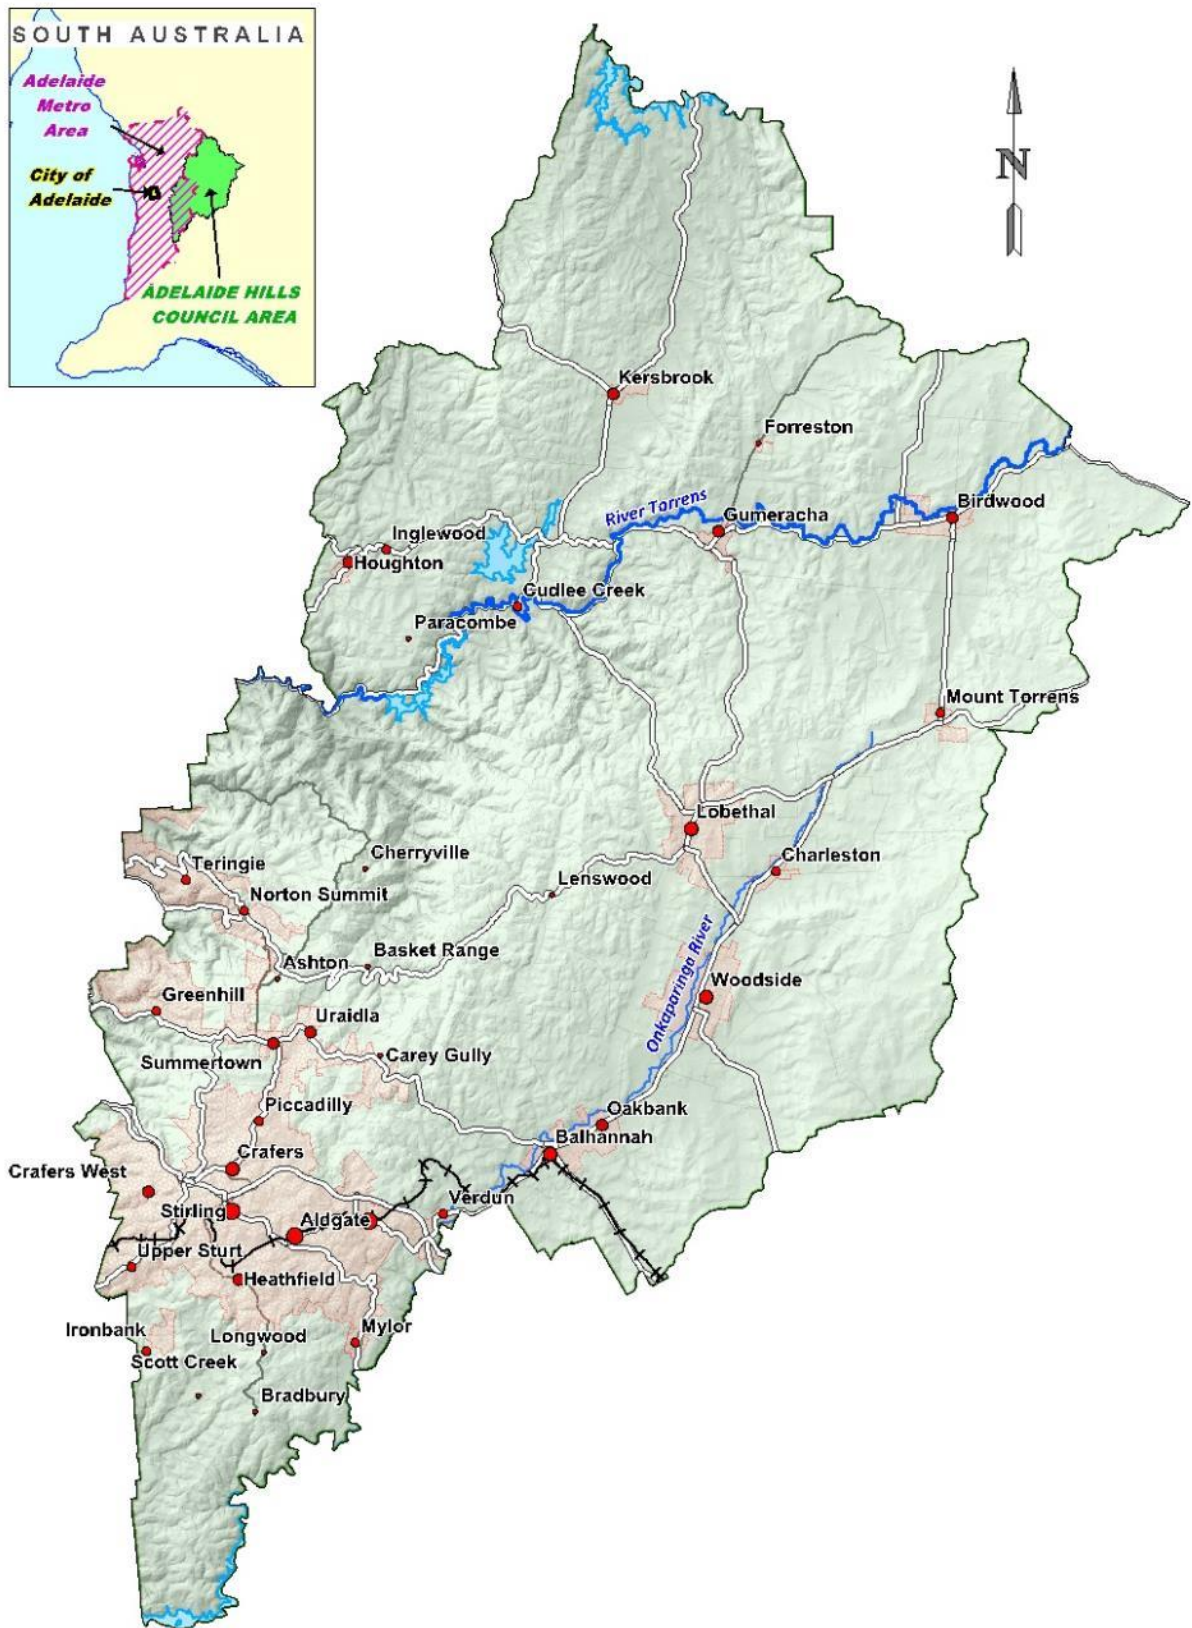 SOUTH AUSTRALIA
Adelaide
Metro
Area
City of
Adelaide
ADELAIDE HILLS
COUNCIL AREA
N
Kersbrook
Forreston
River Torrens
Birdwood
Gumeracha
Inglewood
Houghton
Cudlee Creek
Paracombe
Mount Torrens
Lobethal
Cherryville
Charleston
Teringie
Lenswood
Norton Summit
Onkaparinga River
Basket Range
Ashton
Woodside
Greenhill
Uraidla
Summertown
Carey Gully
Piccadilly
Oakbank
Balhannah
Crafers
Crafers West
Verdun
Stirling
Aldgate
Upper Sturt
Heathfield
Ironbank
Longwood
Mylor
Scott Creek
Bradbury